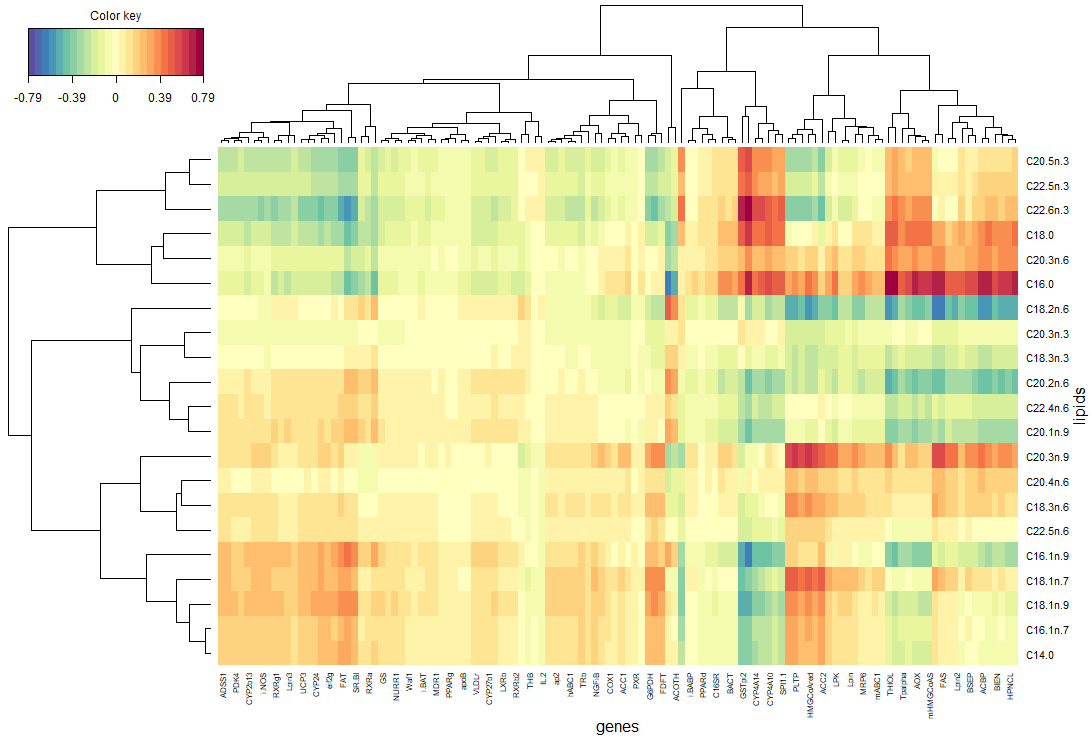 Color key
-0.79 -0.39 0 0.39 0.79
C20.5n.3
C22.5n.3
C22.6n.3
C18.0
C20.3n.6
C16.0
C18.2n.6
C20.3n.3
C18.3n.3
C20.2n.6
C22.4n.6
C20.1n.9
C20.3n.9
C20.4n.6
C18.3n.6
C22.5n.6
C16.1n.9
C18.1n.7
C18.1n.9
C16.1n.7
C14.0
lipids
ADSS1
PDK4
CYP2b13
i.NOS
RXRg1
Lpn3
UCP3
CYP24
eif2g
FAT
SR.BI
RXRa
GS
NURR1
Waf1
i.BAT
MDR1
PPARg
apoB
VLDLr
CYP27b1
LXRb
RXRb2
THB
IL.2
ap2
hABC1
TRb
NGFiB
COX1
ACC1
PXR
G6PDH
FDFT
ACOTH
i.BABP
PPARd
C16SR
BACT
GSTpi2
CYP4A14
CYP4A10
SPI1.1
PLTP
HMGCoAred
ACC2
LPK
Lpin
MRP6
mABC1
THIOL
Tpalpha
AOX
mHMGCoAS
FAS
Lpin2
BSEP
ACBP
BIEN
HPNCL
genes